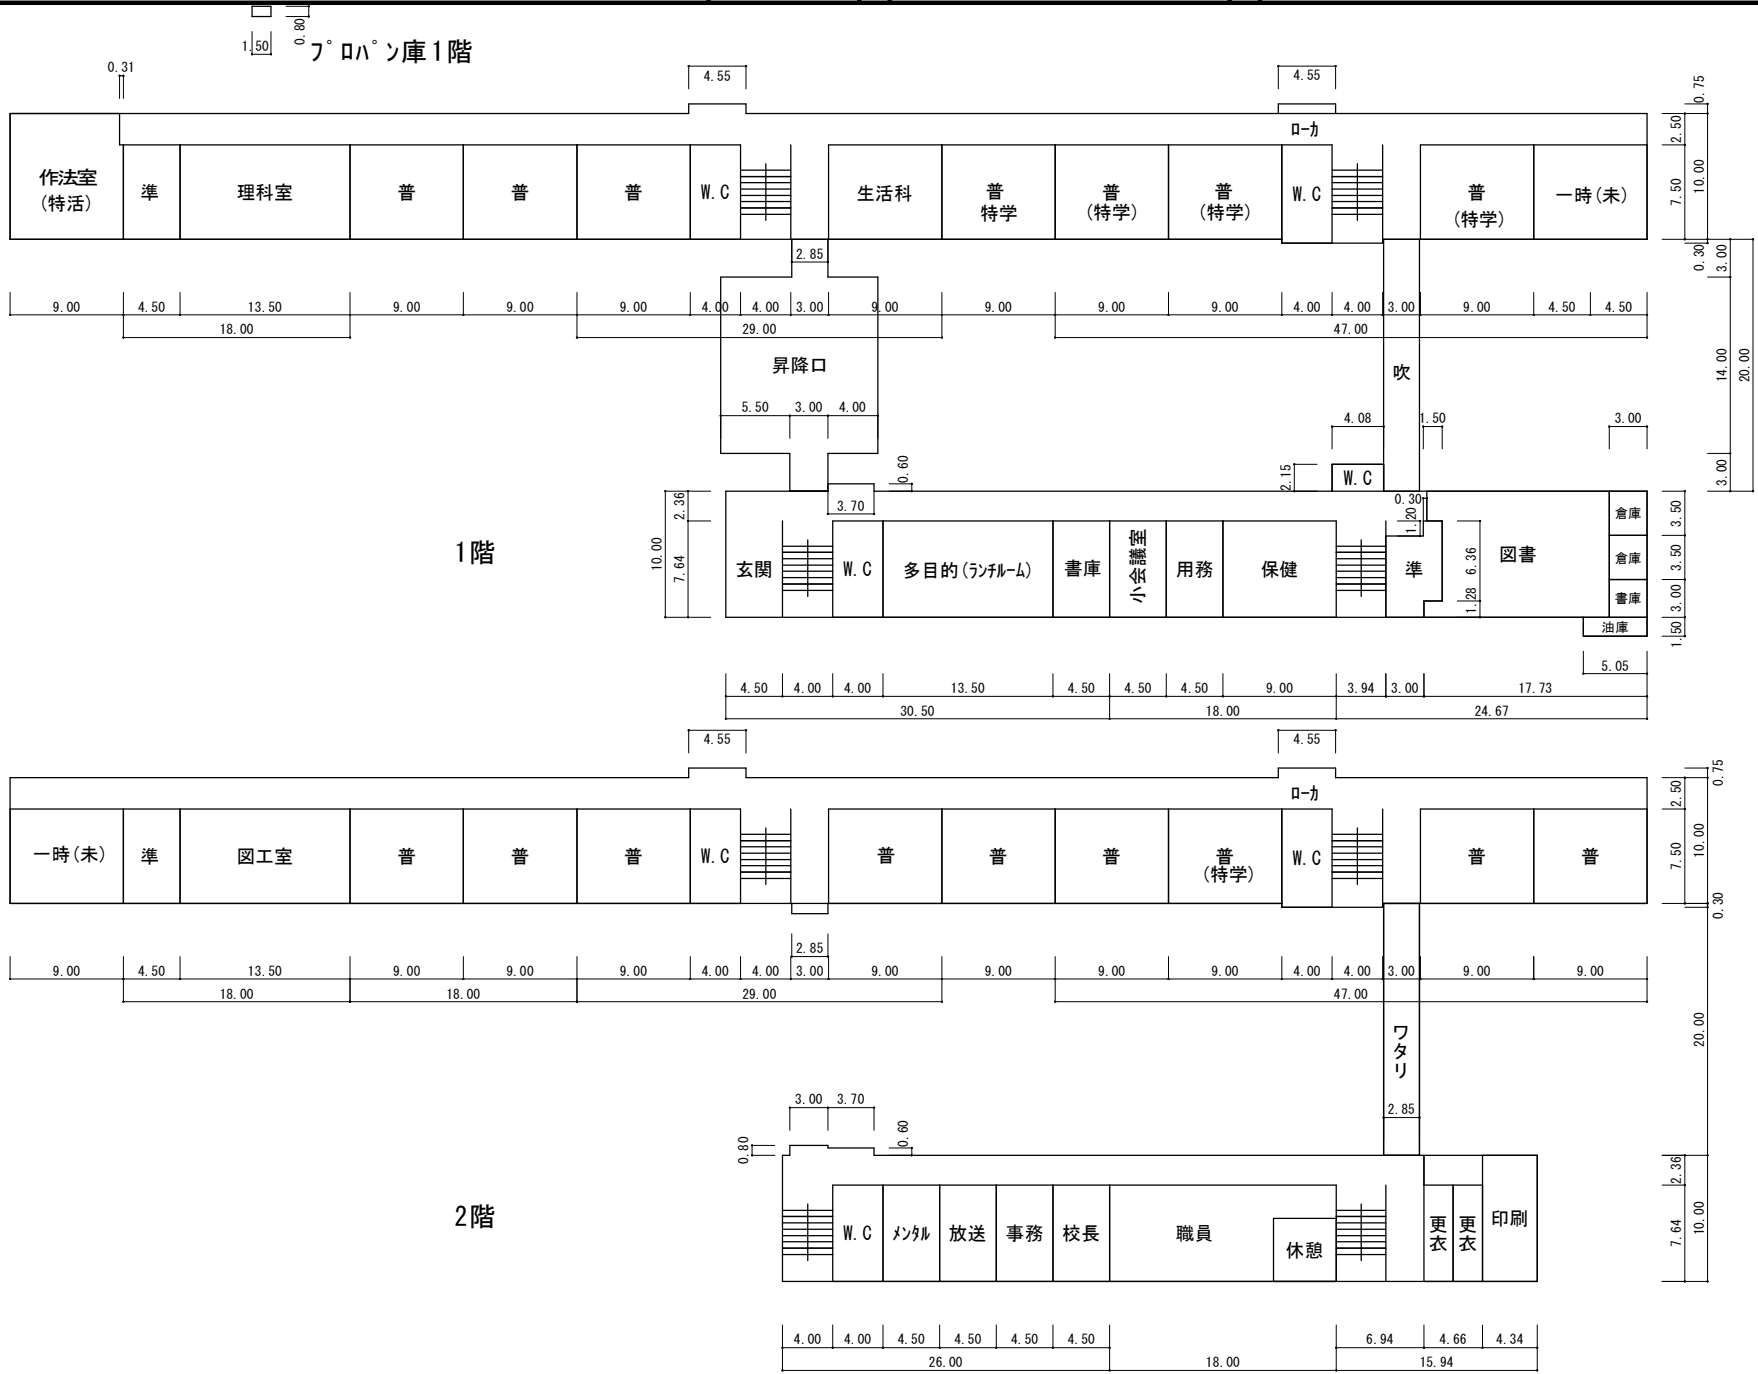 1.50
0.80
ﾌﾟﾛﾊﾟﾝ庫1階
0.31
4.55
4.55
0.75
ﾛｰｶ
2.50
10.00
7.50
作法室
(特活)
準
理科室
普
普
普
W.C
生活科
普
特学
普
(特学)
普
(特学)
W.C
普
(特学)
一時(未)
2.85
0.30
3.00
9.00
4.50
13.50
9.00
9.00
9.00
4.00
4.00
3.00
9.00
9.00
9.00
9.00
4.00
4.00
3.00
9.00
4.50
4.50
18.00
29.00
47.00
昇降口
吹
14.00
20.00
5.50
3.00
4.00
4.08
1.50
3.00
0.60
2.15
W.C
3.00
3.70
0.30
1.20
1階
10.00
2.36
7.64
玄関
W.C
多目的(ﾗﾝﾁﾙｰﾑ)
書庫
小会議室
用務
保健
準
6.36
1.28
図書
倉庫
倉庫
書庫
油庫
3.50
3.50
3.00
1.50
5.05
4.50
4.00
4.00
13.50
4.50
4.50
4.50
9.00
3.94
3.00
17.73
30.50
18.00
24.67
4.55
4.55
0.75
ﾛｰｶ
2.50
10.00
7.50
0.30
一時(未)
準
図工室
普
普
普
W.C
普
普
普
普
(特学)
W.C
普
普
2.85
9.00
4.50
13.50
9.00
9.00
9.00
4.00
4.00
3.00
9.00
9.00
9.00
9.00
4.00
4.00
3.00
9.00
9.00
18.00
18.00
29.00
47.00
ワタリ
20.00
2.85
3.00
3.70
0.80
0.60
2階
W.C
ﾒﾝﾀﾙ
放送
事務
校長
職員
休憩
更衣
更衣
印刷
2.36
7.64
10.00
4.00
4.00
4.50
4.50
4.50
4.50
6.94
4.66
4.34
26.00
18.00
15.94